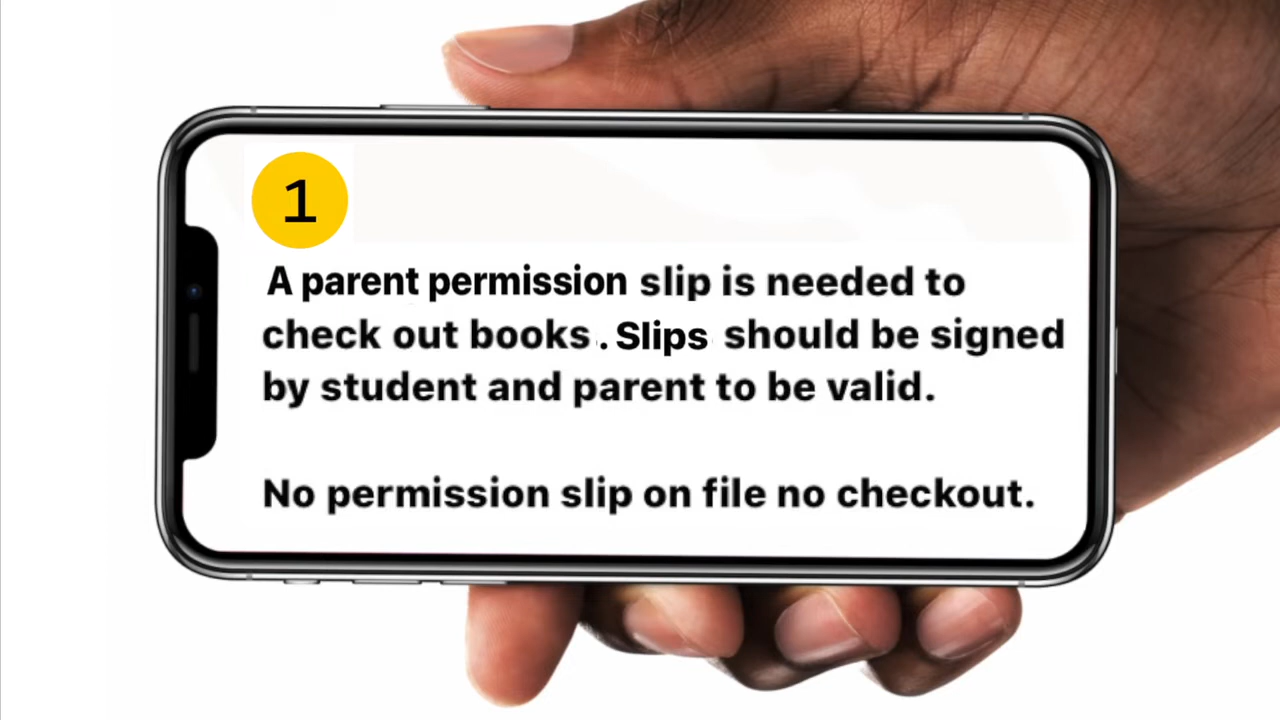 1
A parent permission slip is needed to
check out books . Slips should be signed
by student and parent to be valid.
No permission slip on file no checkout.